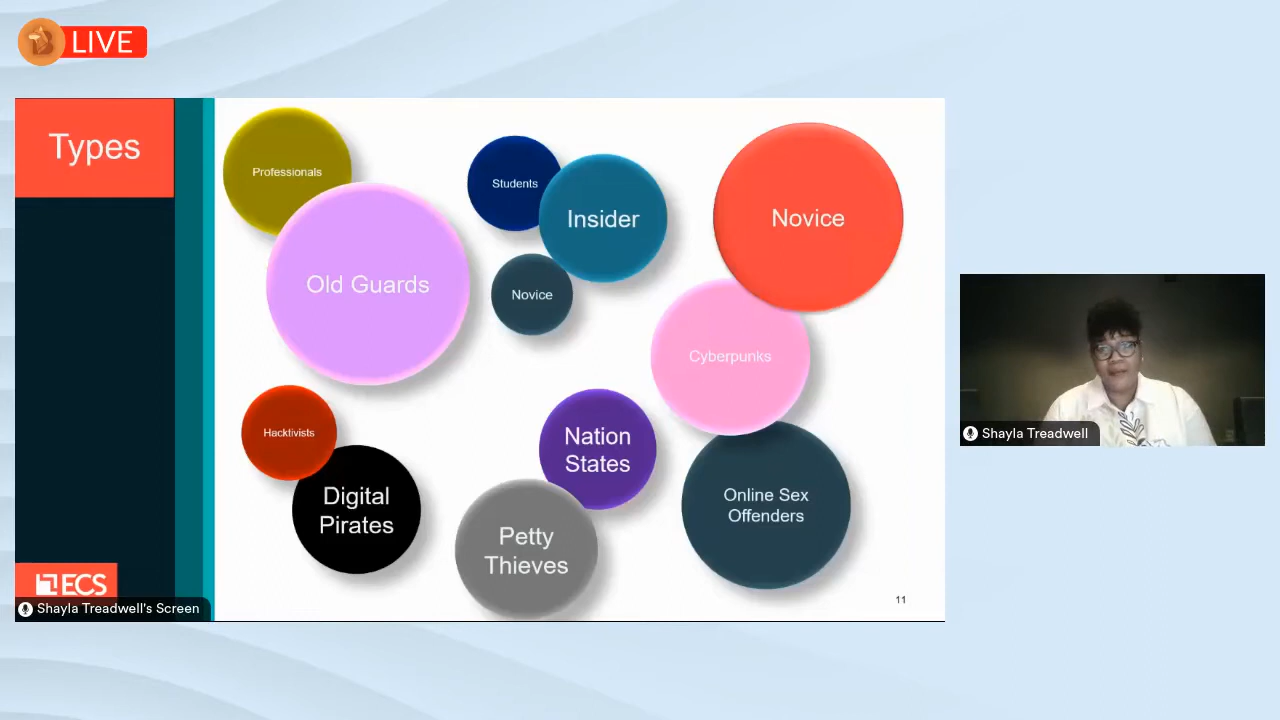 LIVE
Types
Professionals
Old Guards
Students
Insider
Novice
Novice
Cyberpunks
Hacktivists
Digital
Pirates
Nation
States
Petty
Thieves
Online Sex
Offenders
11
ECS
Shayla Treadwell's Screen
Shayla Treadwell